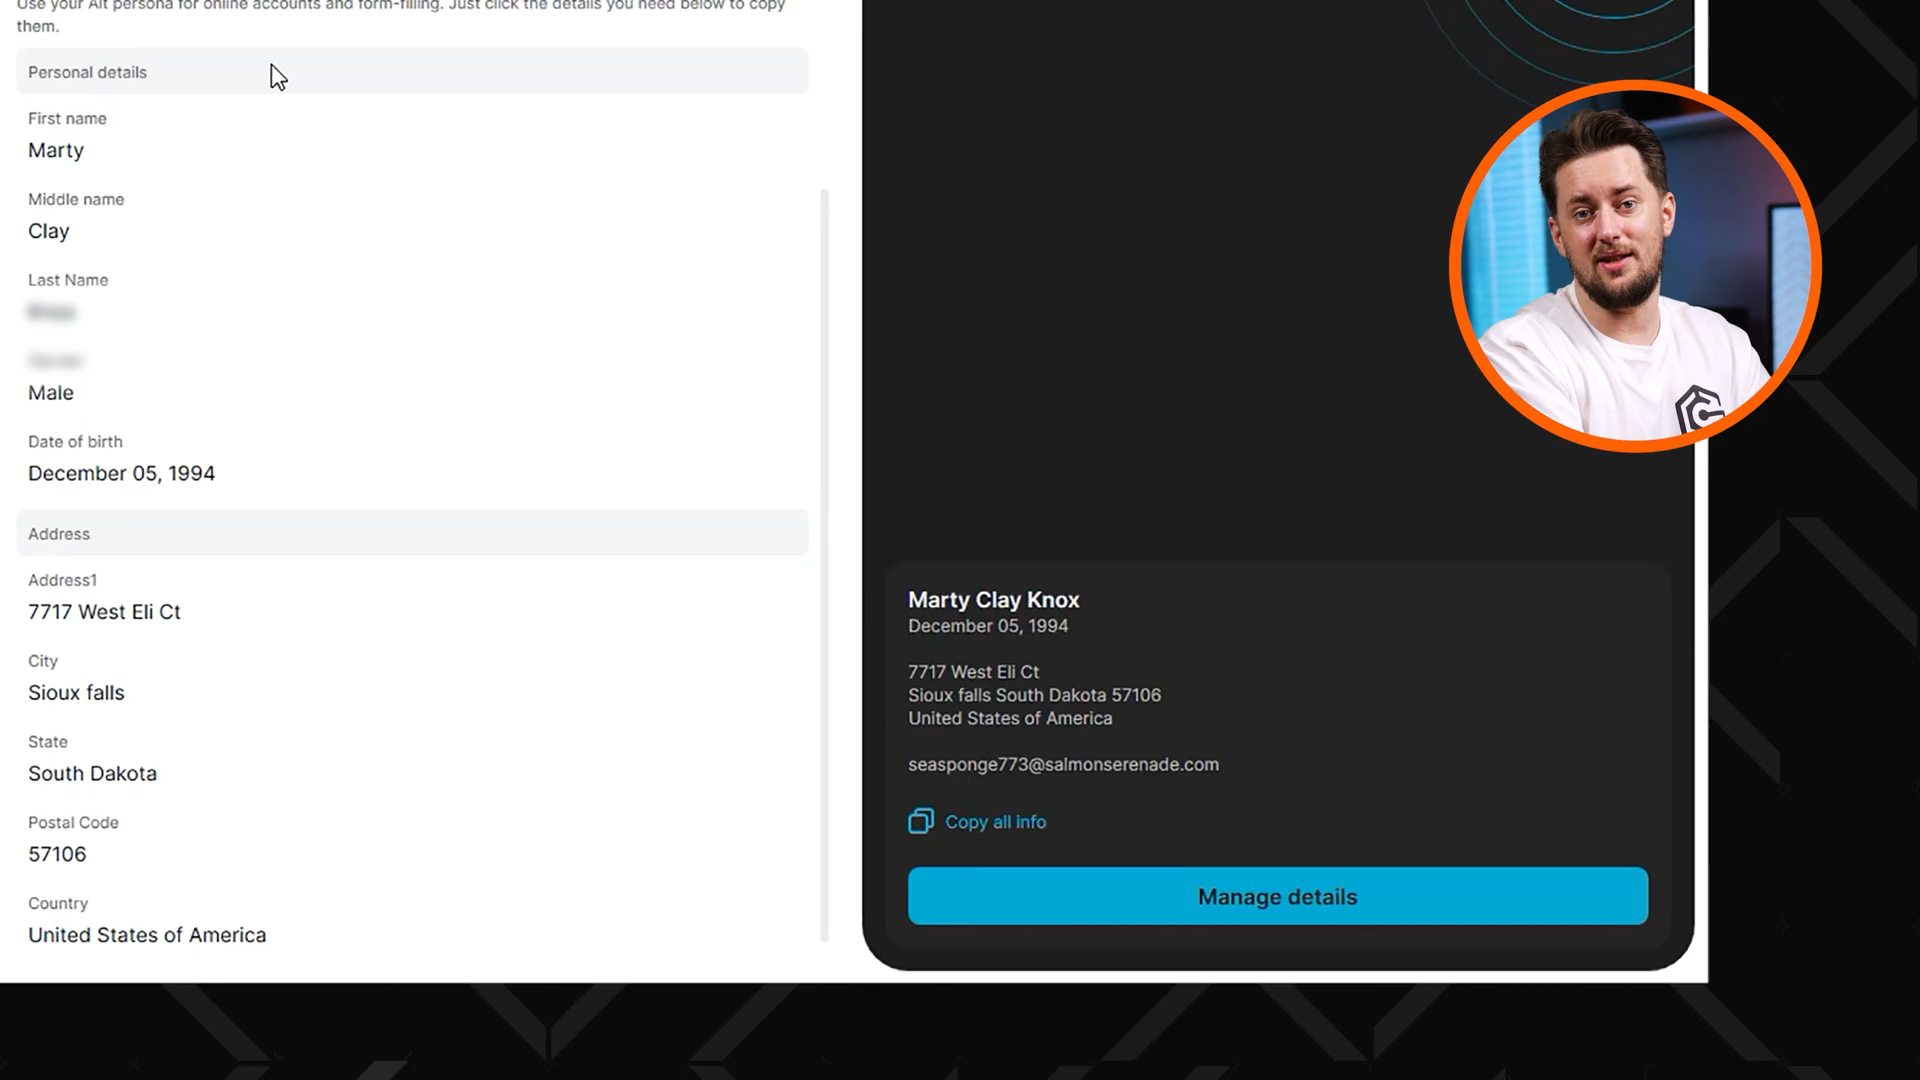 Use your Alt persona for online accounts and form-filling. Just click the details you need below to copy
them.
Personal details
First name
Marty
Middle name
Clay
Last Name
Male
Date of birth
December 05, 1994
Address
Address1
7717 West Eli Ct
City
Sioux falls
State
South Dakota
Postal Code
57106
Country
United States of America
Marty Clay Knox
December 05, 1994
7717 West Eli Ct
Sioux falls South Dakota 57106
United States of America
seasponge773@salmonserenade.com
Copy all info
Manage details